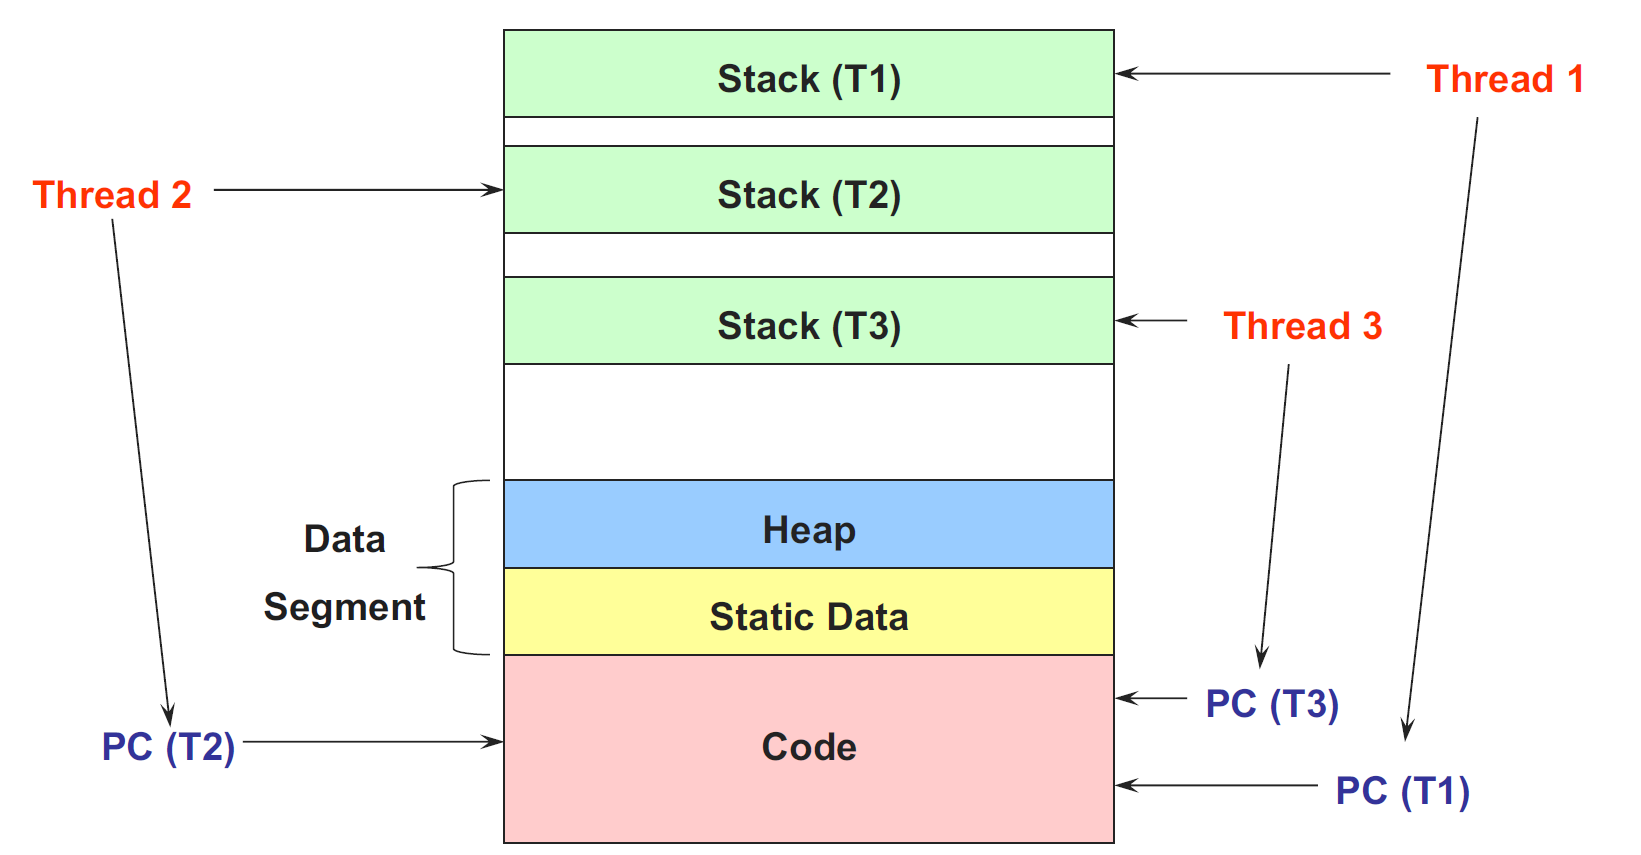 Stack (T1)
Thread 1
Thread 2
Stack (T2)
Stack (T3)
Thread 3
Data
Segment
Heap
Static Data
PC (T3)
PC (T2)
Code
PC (T1)